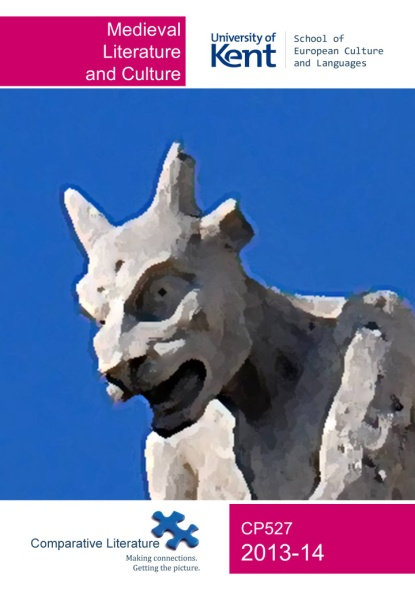 Medieval
Literature
and Culture
University of
Kent
School of
European Culture
and Languages
Comparative Literature
Making connections.
Getting the picture.
CP527
2013-14